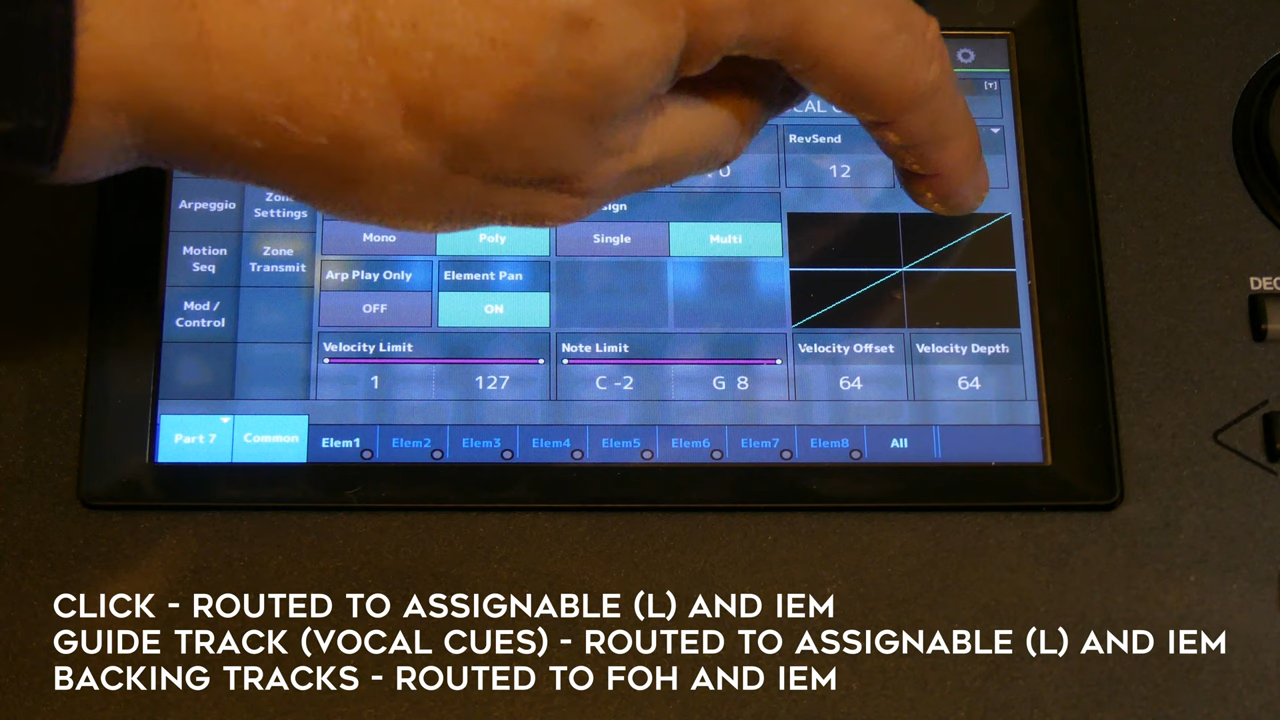 [T]
RevSend
12
Arpeggio
Settings
Mono
Poly
Single
Multi
Motion
Seq
Zone
Transmit
Arp Play Only
Element Pan
OFF
ON
Mod /
Control
Velocity Limit
Note Limit
Velocity Offset
Velocity Depth
1
127
C -2
G 8
64
64
Part 7
Common
Elem1
Elem2
Elem3
Elem4
Elem5
Elem6
Elem7
Elem8
All
CLICK - ROUTED TO ASSIGNABLE (L) AND IEM
GUIDE TRACK (VOCAL CUES) - ROUTED TO ASSIGNABLE (L) AND IEM
BACKING TRACKS - ROUTED TO FOH AND IEM